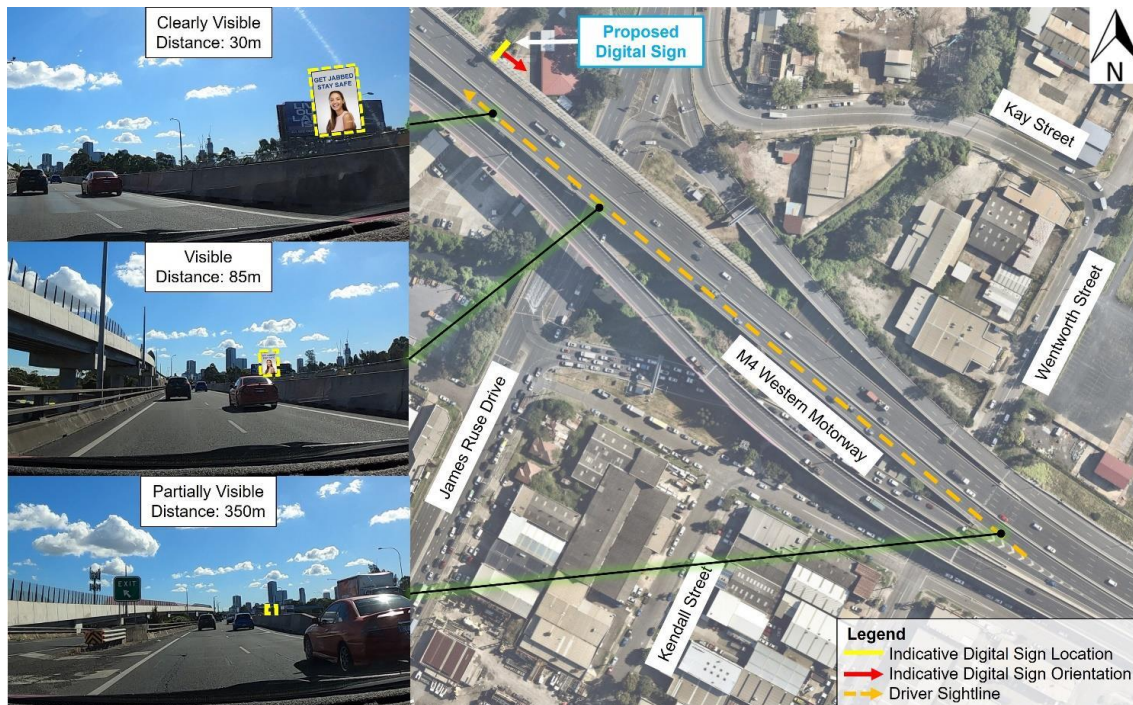 Clearly Visible
Distance: 30m
GET JABBED
STAY SAFE
Visible
Distance: 85m
Partially Visible
Distance: 350m
EXIT
Proposed
Digital Sign
N
Kay Street
Wentworth Street
M4 Western Motorway
James Ruse Drive
Kendall Street
Legend
Indicative Digital Sign Location
Indicative Digital Sign Orientation
Driver Sightline